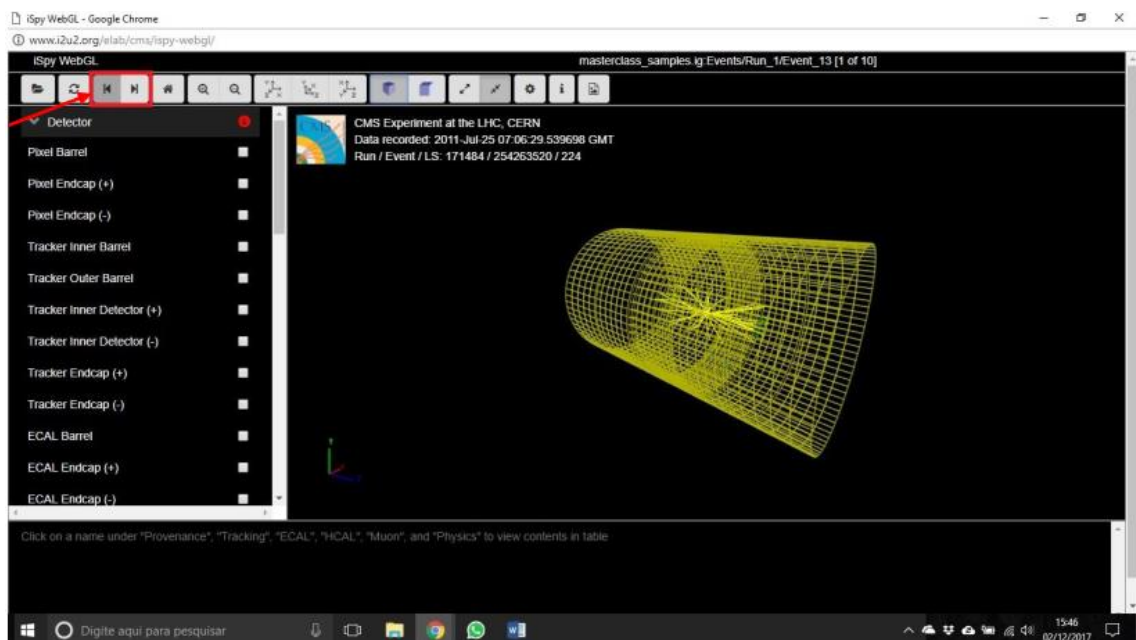 iSpy WebGL - Google Chrome
www.i2u2.org/elab/cms/ispy-webgl/
iSpy WebGL
masterclass_samples.ig:Events/Run_1/Event_13 [1 of 10]
Detector
CMS Experiment at the LHC, CERN
Data recorded: 2011-Jul-25 07:06:29.539698 GMT
Run / Event / LS: 171484 / 254263520 / 224
Pixel Barrel
Pixel Endcap (+)
Pixel Endcap (-)
Tracker Inner Barrel
Tracker Outer Barrel
Tracker Inner Detector (+)
Tracker Inner Detector (-)
Tracker Endcap (+)
Tracker Endcap (-)
ECAL Barrel
ECAL Endcap (+)
ECAL Endcap (-)
Click on a name under "Provenance", "Tracking", "ECAL", "HCAL", "Muon", and "Physics" to view contents in table
Digite aqui para pesquisar
15:46
02/12/2017